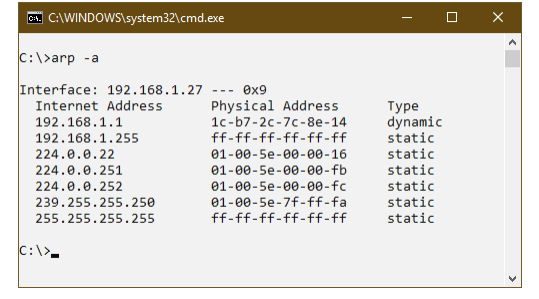 C:\WINDOWS\system32\cmd.exe
C:\>arp -a
Interface: 192.168.1.27 --- 0x9
Internet Address Physical Address Type
192.168.1.1 1c-b7-2c-7c-8e-14 dynamic
192.168.1.255 ff-ff-ff-ff-ff-ff static
224.0.0.22 01-00-5e-00-00-16 static
224.0.0.251 01-00-5e-00-00-fb static
224.0.0.252 01-00-5e-00-00-fc static
239.255.255.250 01-00-5e-7f-ff-fa static
255.255.255.255 ff-ff-ff-ff-ff-ff static
C:\>